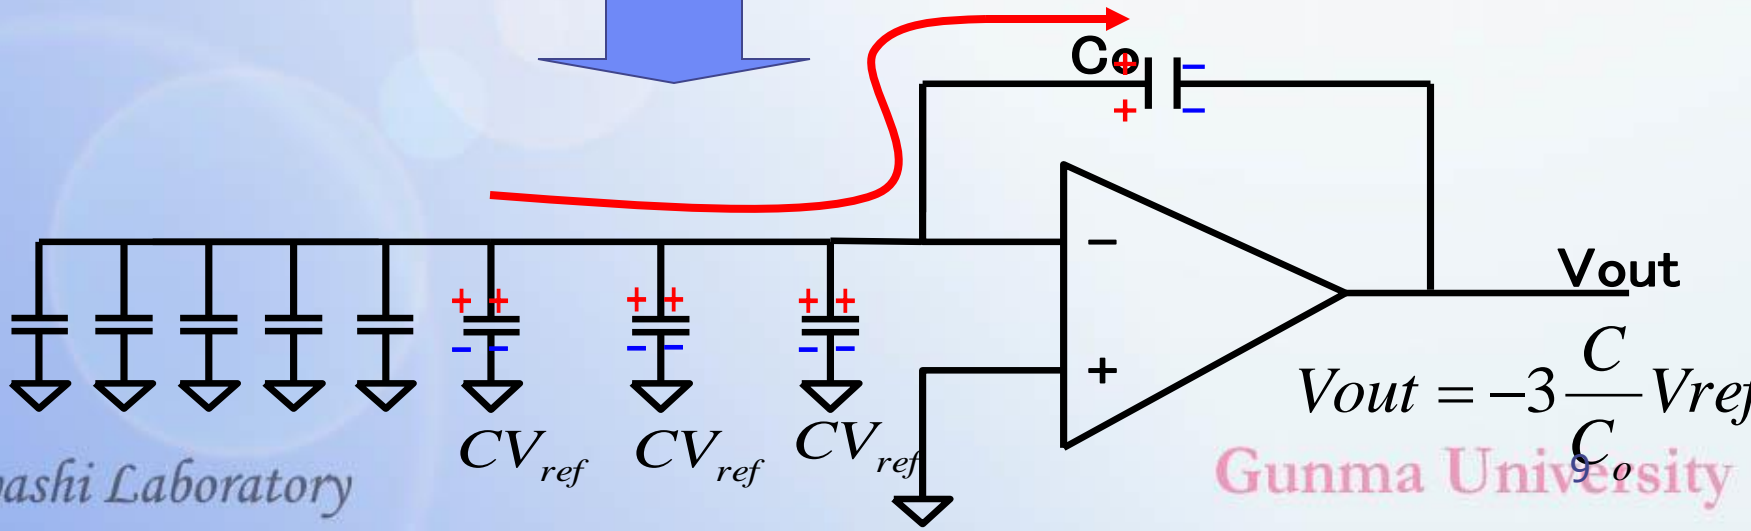 Co
+ −
+ −
−
Vout
+ + + + + +
− − − − − −
+
Vout = −3 C/Co Vref
CVref CVref CVref
ashi Laboratory
Gunma University
9